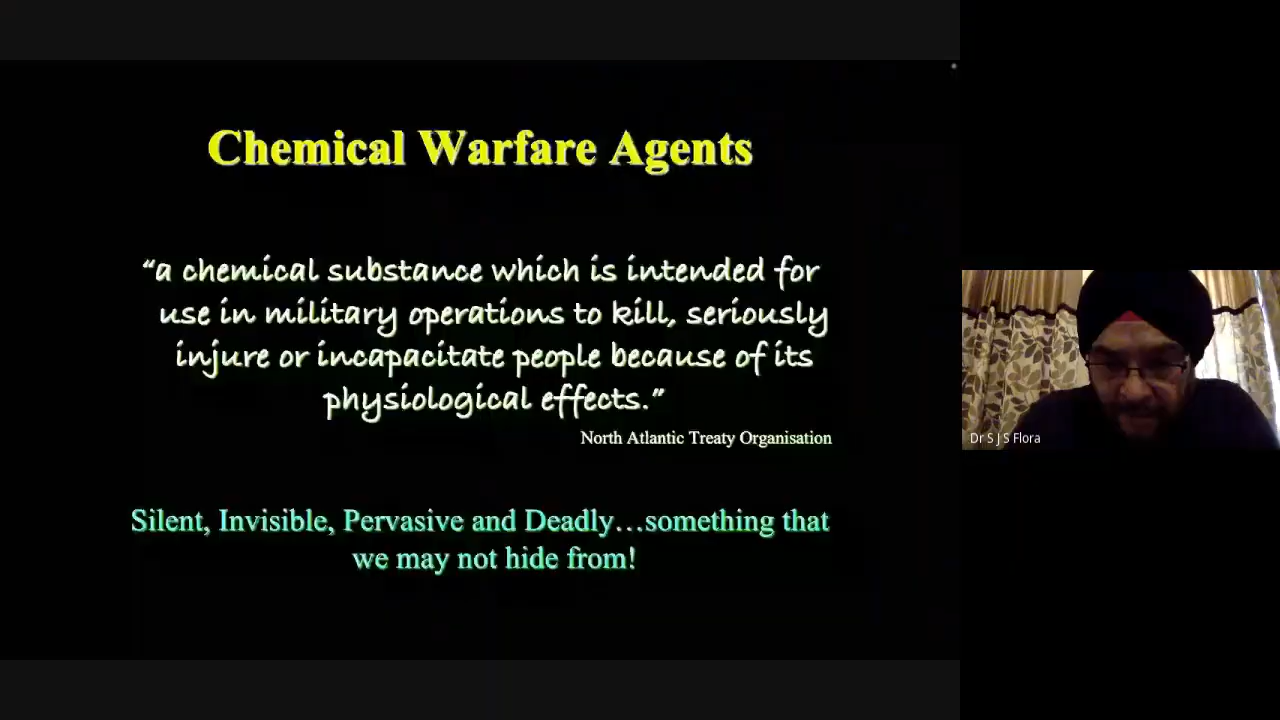 Chemical Warfare Agents
“a chemical substance which is intended for
use in military operations to kill, seriously
injure or incapacitate people because of its
physiological effects.”
North Atlantic Treaty Organisation
Silent, Invisible, Pervasive and Deadly…something that
we may not hide from!
Dr S J S Flora